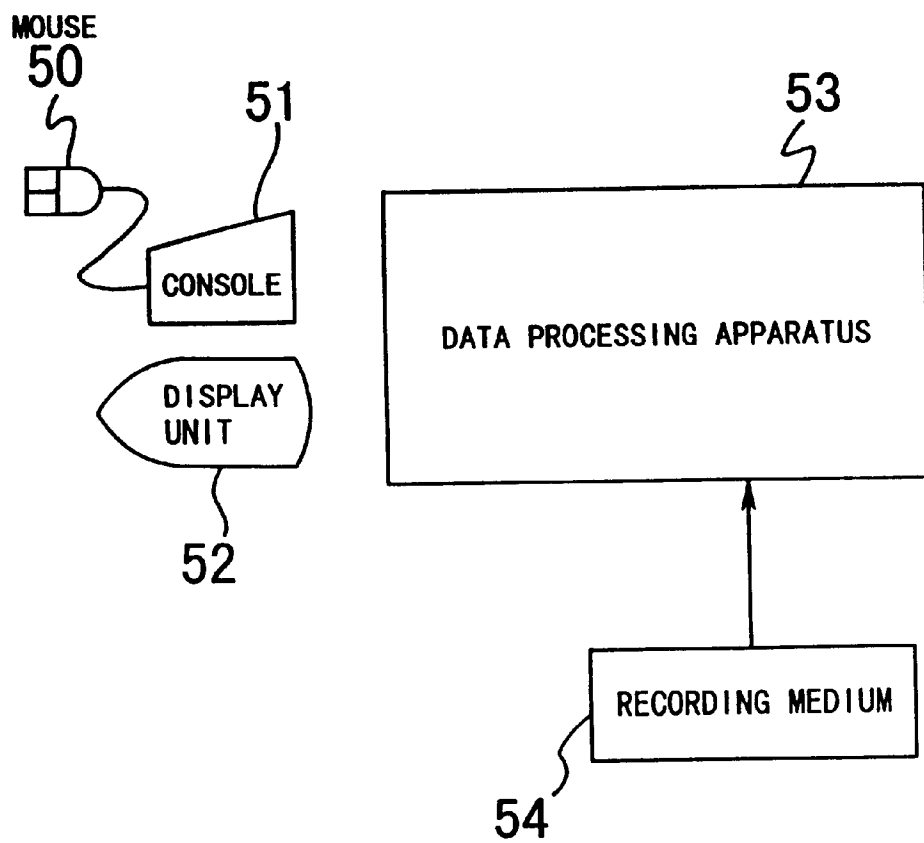 MOUSE
50
51
53
CONSOLE
DATA PROCESSING APPARATUS
DISPLAY
UNIT
52
RECORDING MEDIUM
54